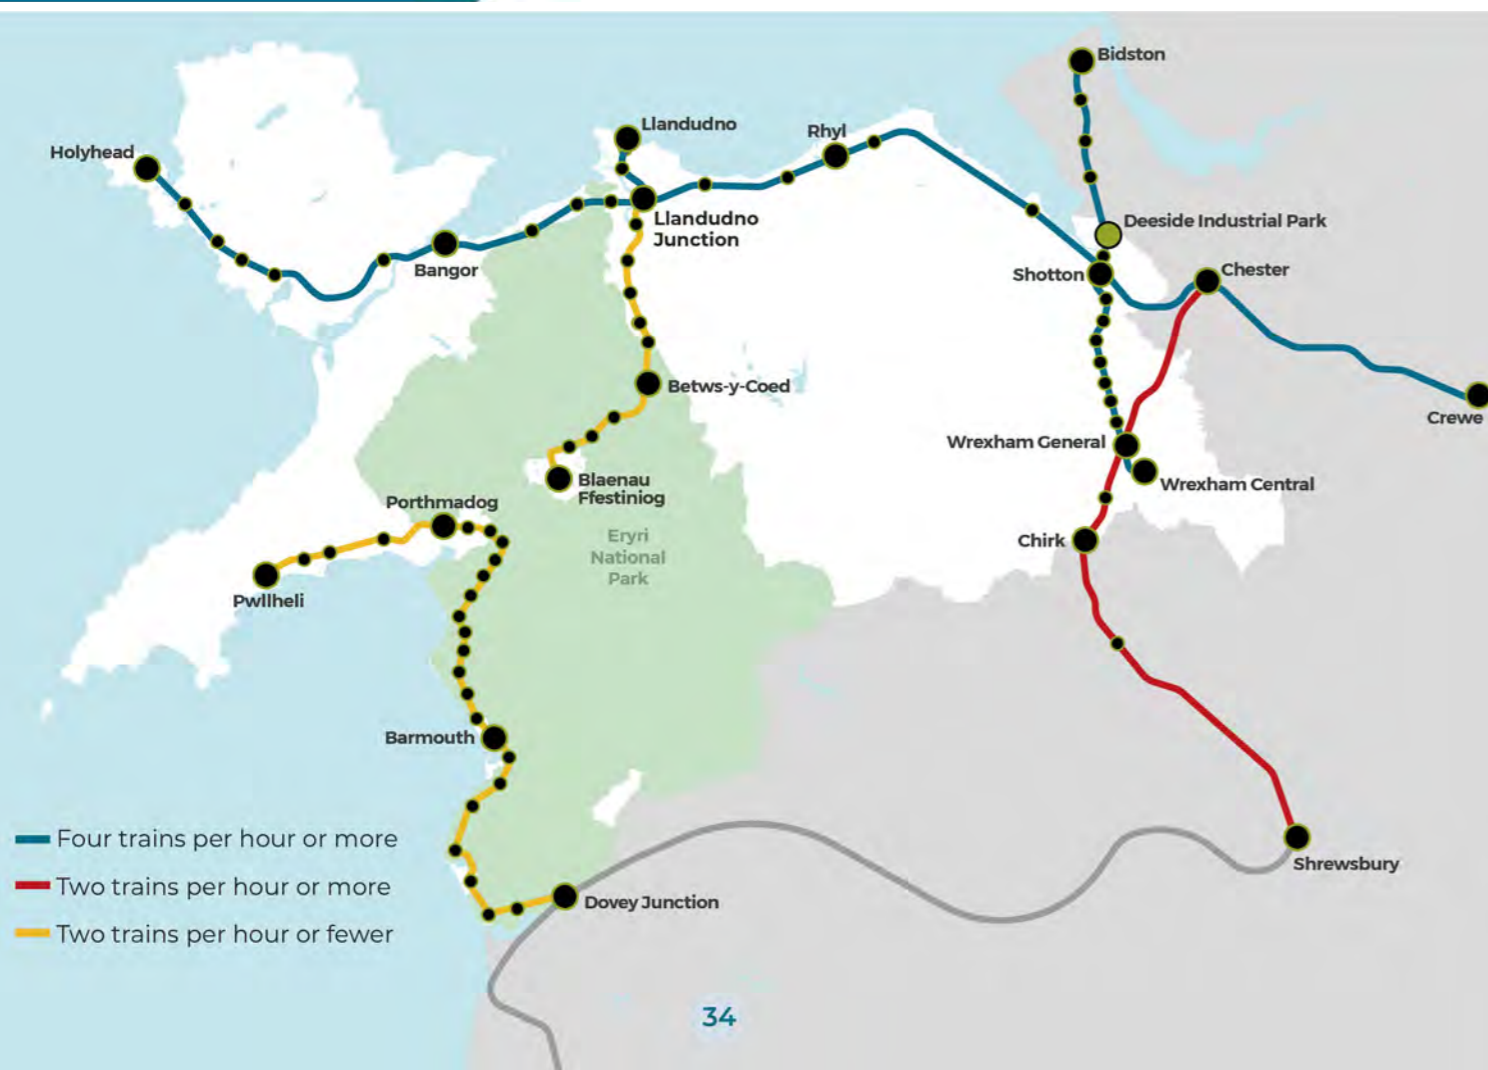 Bidston
Llandudno
Rhyl
Holyhead
Llandudno
Junction
Deeside Industrial Park
Bangor
Shotton
Chester
Betws-y-Coed
Crewe
Wrexham General
Blaenau
Ffestiniog
Wrexham Central
Porthmadog
Eryri
National
Park
Chirk
Pwllheli
Barmouth
Four trains per hour or more
Two trains per hour or more
Two trains per hour or fewer
Shrewsbury
Dovey Junction
34